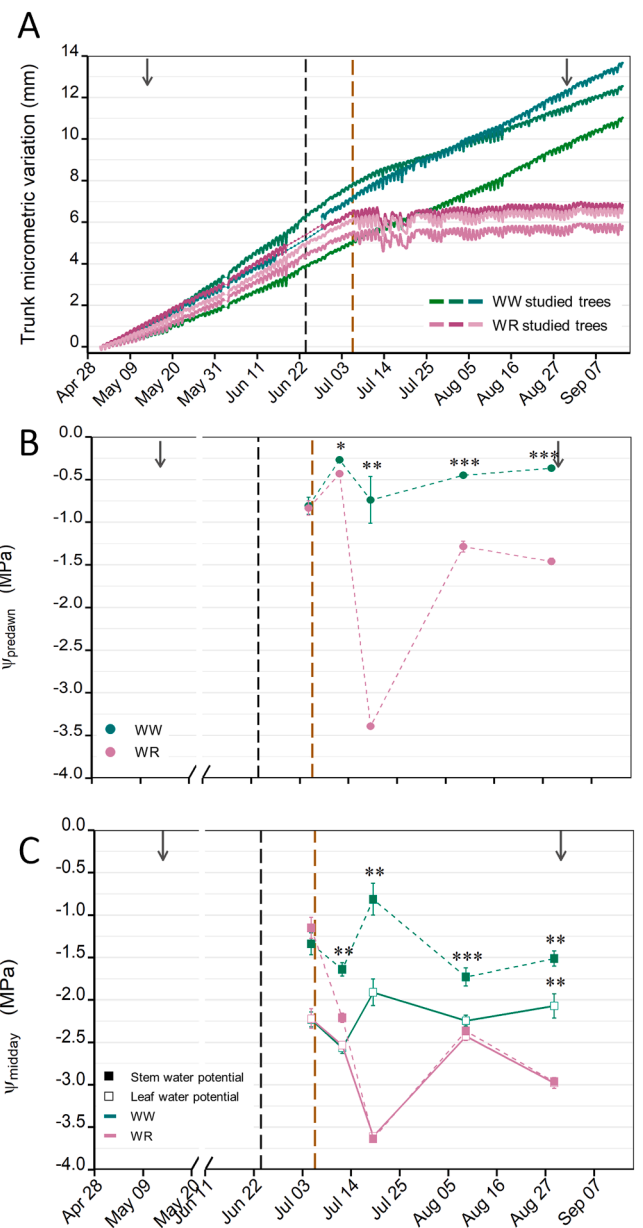 A
Trunk micrometric variation (mm)
14
12
10
8
6
4
2
0
WW studied trees
WR studied trees
Apr 28
May 09
May 20
May 31
Jun 11
Jun 22
Jul 03
Jul 14
Jul 25
Aug 05
Aug 16
Aug 27
Sep 07
B
Ψpredawn (MPa)
0.0
-0.5
-1.0
-1.5
-2.0
-2.5
-3.0
-3.5
-4.0
*
**
***
***
WW
WR
C
Ψmidday (MPa)
0.0
-0.5
-1.0
-1.5
-2.0
-2.5
-3.0
-3.5
-4.0
**
**
***
**
**
Stem water potential
Leaf water potential
WW
WR
Apr 28
May 09
May 20
Jun 11
Jun 22
Jul 03
Jul 14
Jul 25
Aug 05
Aug 16
Aug 27
Sep 07